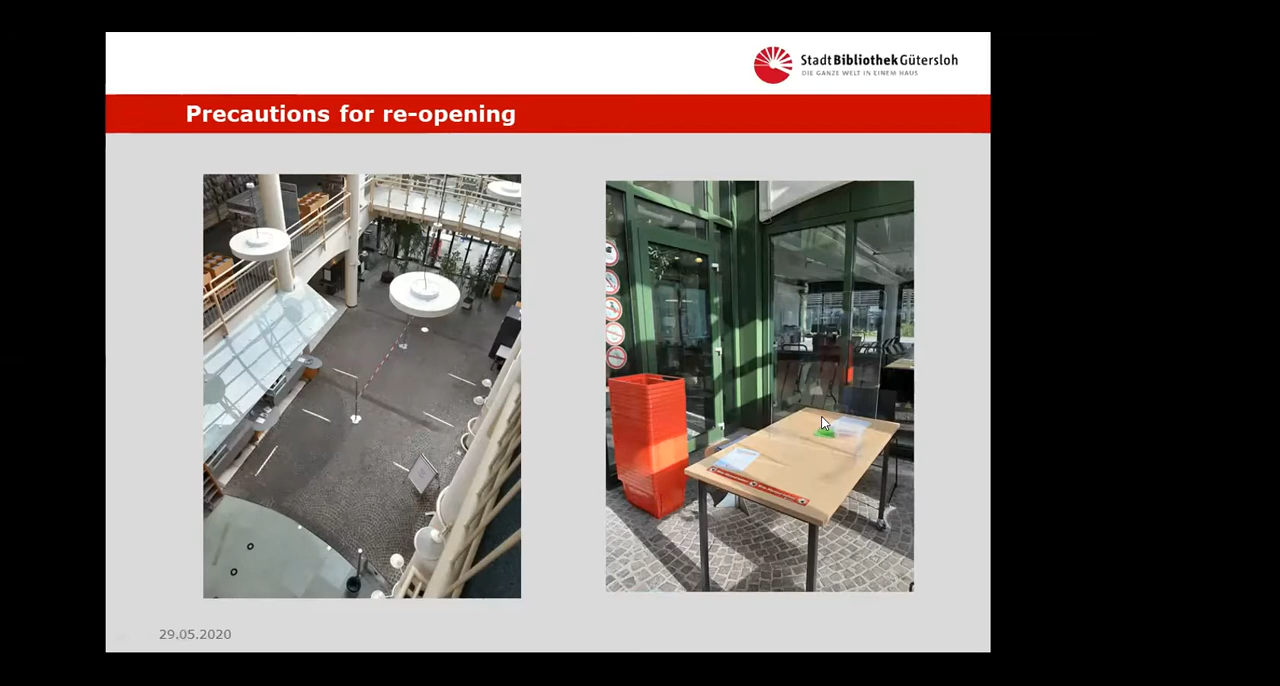 StadtBibliothekGütersloh
DIE GANZE WELT IN EINEM HAUS
Precautions for re-opening
29.05.2020